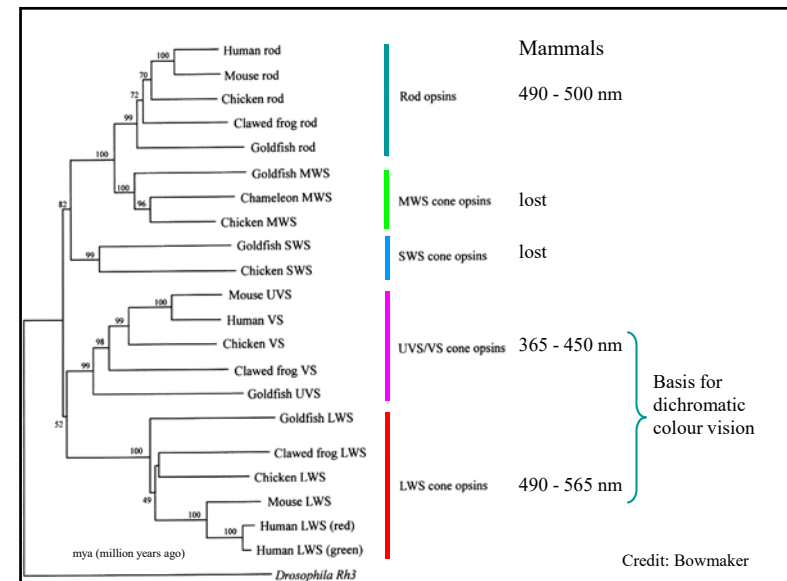 Human rod
Mouse rod
Chicken rod
Clawed frog rod
Goldfish rod
Goldfish MWS
Chameleon MWS
Chicken MWS
Goldfish SWS
Chicken SWS
Mouse UVS
Human VS
Chicken VS
Clawed frog VS
Goldfish UVS
Goldfish LWS
Clawed frog LWS
Chicken LWS
Mouse LWS
Human LWS (red)
Human LWS (green)
Drosophila Rh3
100
70
72
99
100
100
96
82
99
100
99
98
99
52
100
49
100
100
mya (million years ago)
Rod opsins
MWS cone opsins
SWS cone opsins
UVS/VS cone opsins
LWS cone opsins
Mammals
490 - 500 nm
lost
lost
365 - 450 nm
490 - 565 nm
Basis for
dichromatic
colour vision
Credit: Bowmaker